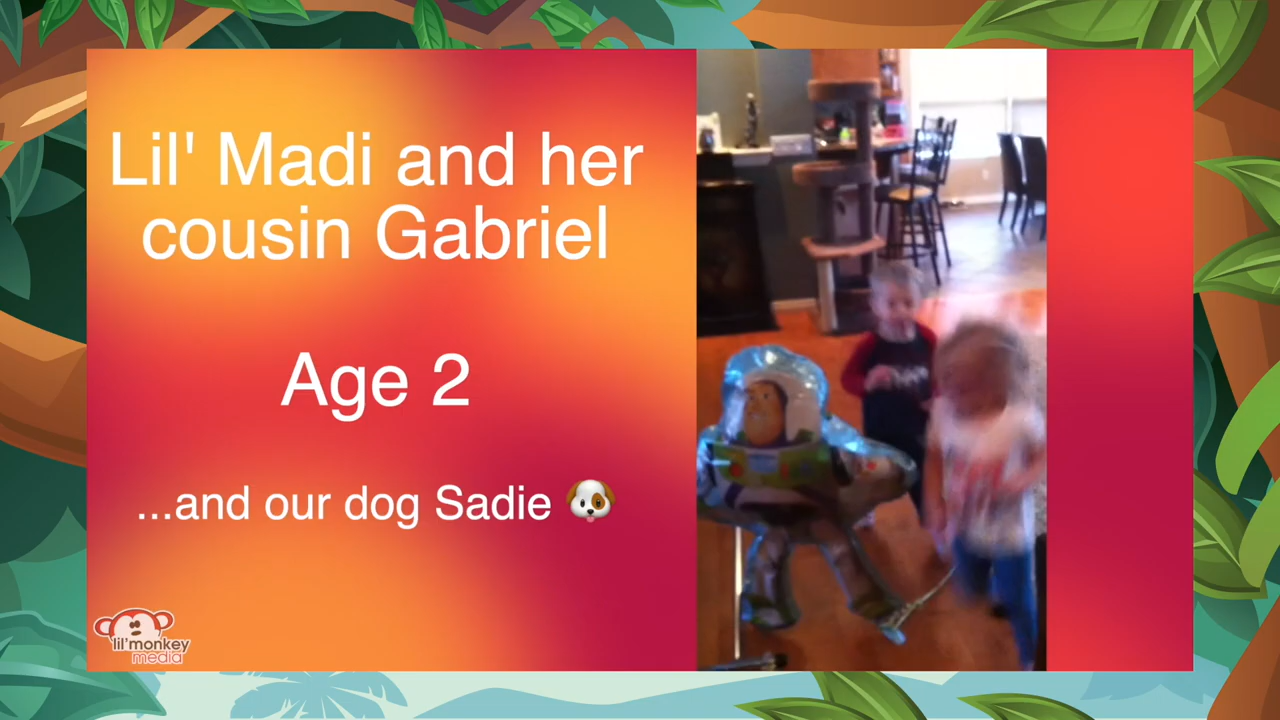 Lil' Madi and her
cousin Gabriel
Age 2
...and our dog Sadie 🐶
lil'monkey
media